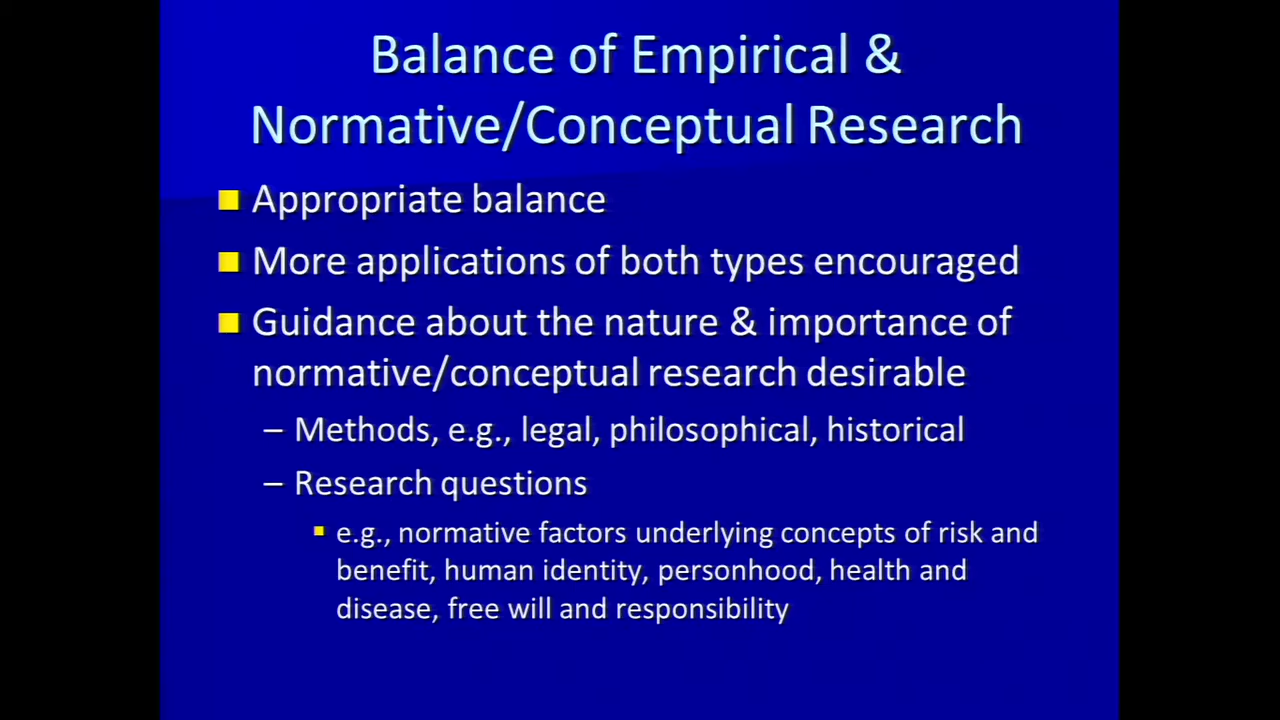 Balance of Empirical &
Normative/Conceptual Research
Appropriate balance
More applications of both types encouraged
Guidance about the nature & importance of
normative/conceptual research desirable
– Methods, e.g., legal, philosophical, historical
– Research questions
e.g., normative factors underlying concepts of risk and
benefit, human identity, personhood, health and
disease, free will and responsibility